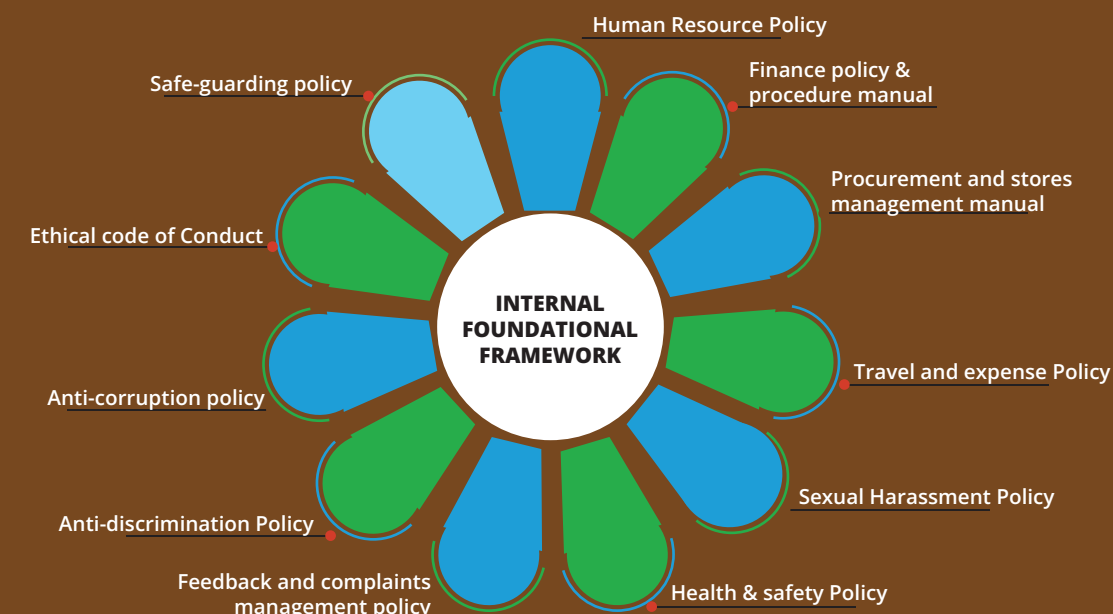 Human Resource Policy
Finance policy &
procedure manual
Safe-guarding policy
Procurement and stores
management manual
Ethical code of Conduct
INTERNAL
FOUNDATIONAL
FRAMEWORK
Travel and expense Policy
Anti-corruption policy
Sexual Harassment Policy
Anti-discrimination Policy
Feedback and complaints
management policy
Health & safety Policy